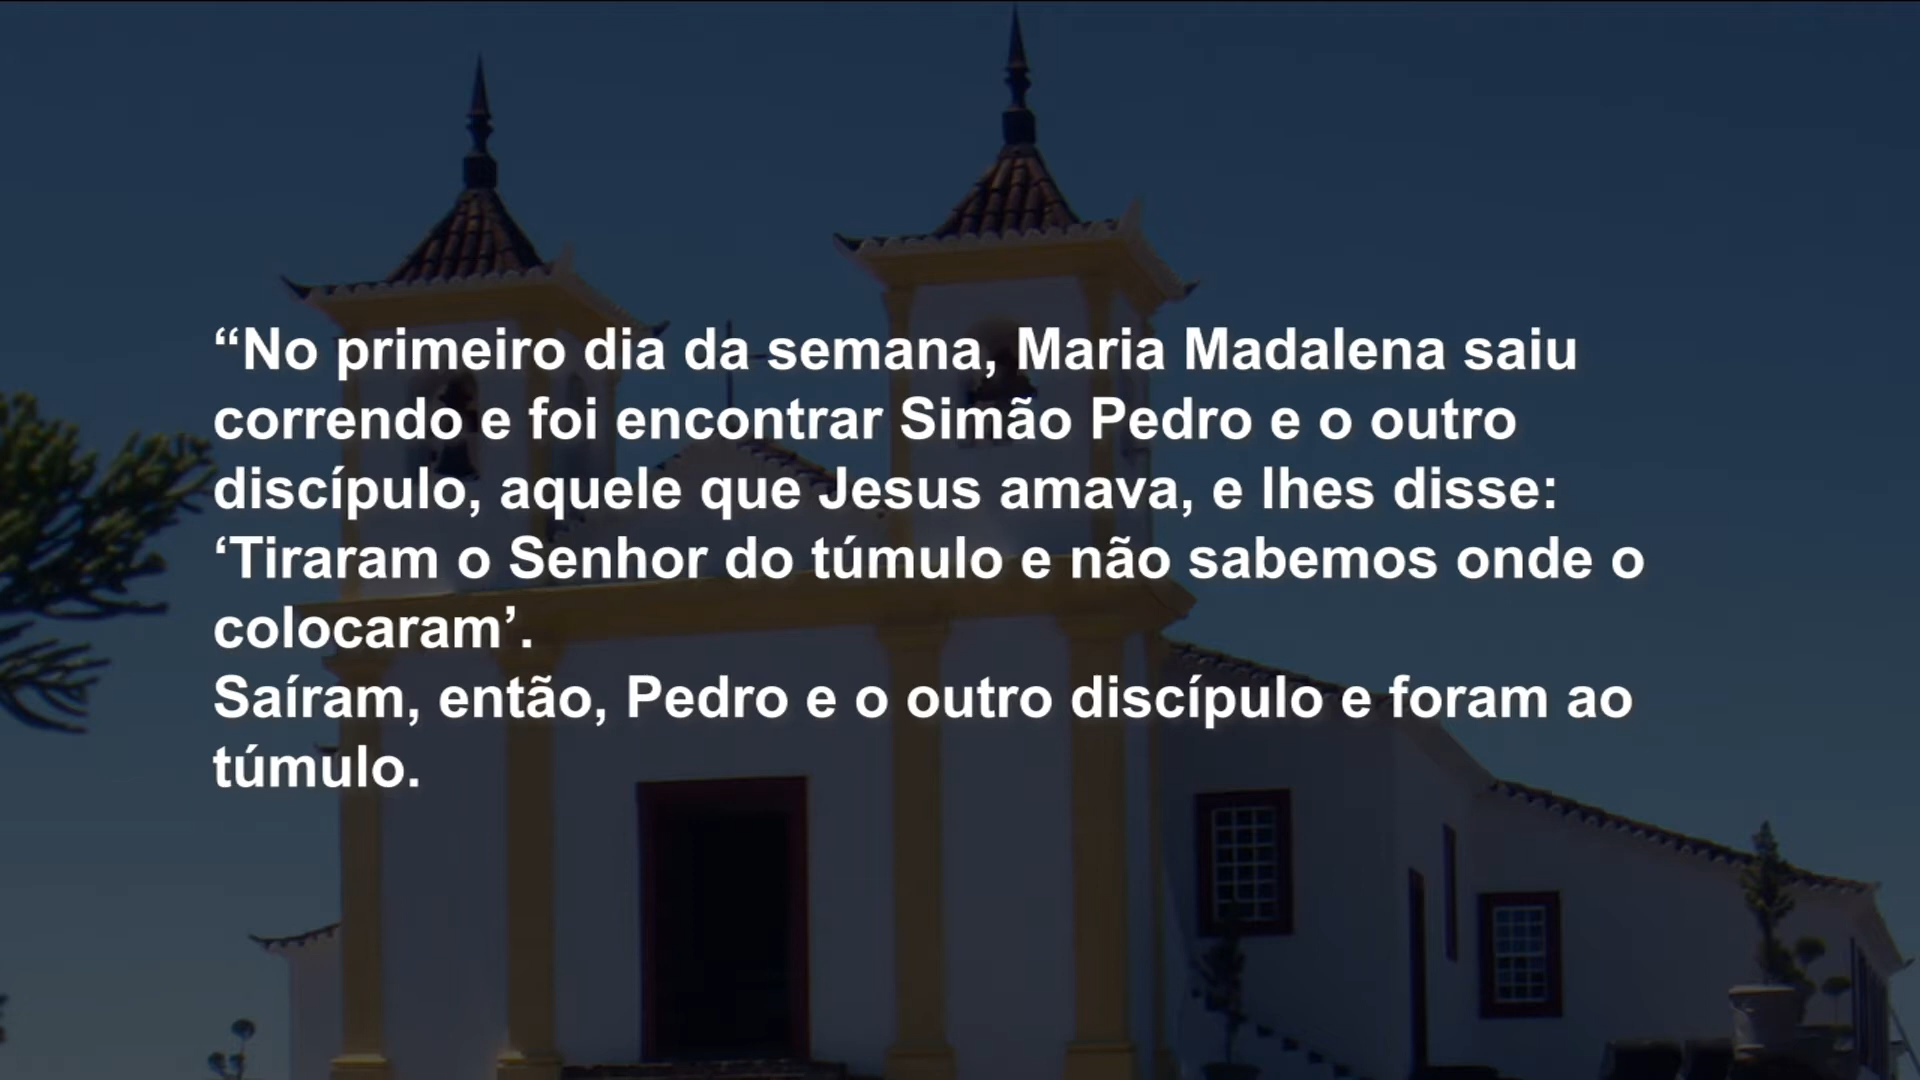 “No primeiro dia da semana, Maria Madalena saiu
correndo e foi encontrar Simão Pedro e o outro
discípulo, aquele que Jesus amava, e lhes disse:
‘Tiraram o Senhor do túmulo e não sabemos onde o
colocaram’.
Saíram, então, Pedro e o outro discípulo e foram ao
túmulo.